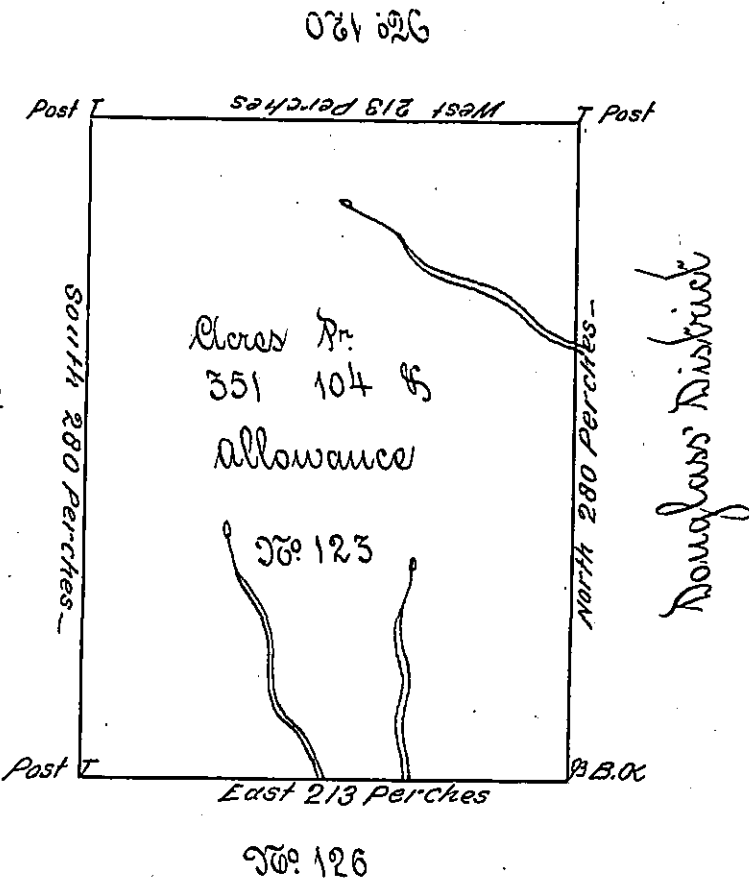 No. 120
Post
West 213 Perches
Post
South 280 Perches
North 280 Perches
Douglass' District
Acres Pr.
351 104 &
allowance
No. 123
Post
East 213 Perches
B.O.
No. 126